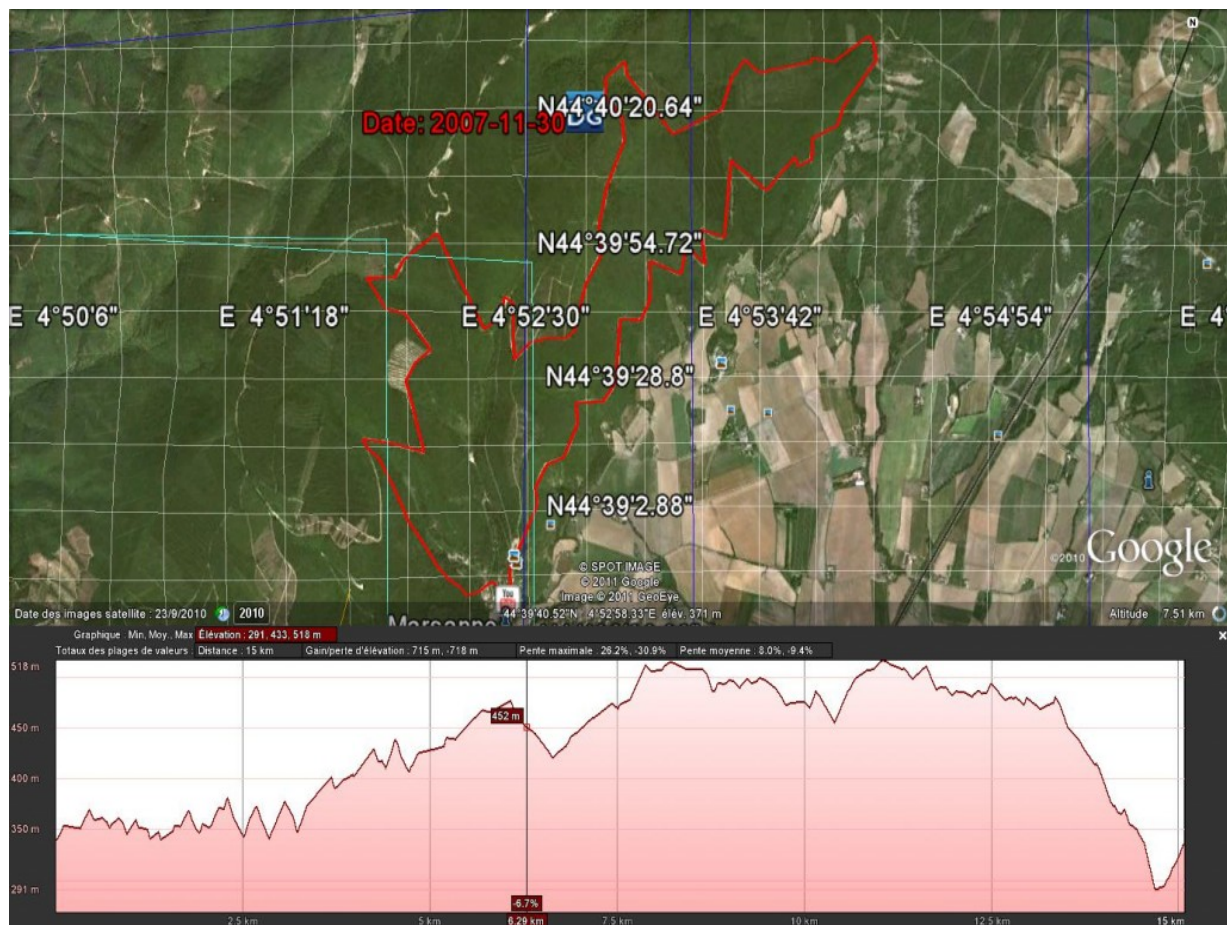 N
N44°40'20.64"
Date: 2007-11-30
DG
N44°39'54.72"
E 4°50'6"
E 4°51'18"
E 4°52'30"
E 4°53'42"
E 4°54'54"
E 4°
N44°39'28.8"
N44°39'2.88"
©2010 Google
© SPOT IMAGE
© 2011 Google
Image © 2011 GeoEye
You
Date des images satellite : 23/9/2010
2010
44°39'40.52"N 4°52'58.33"E élév. 371 m
Altitude 7.51 km
Marsanne
Graphique : Min, Moy., Max Élévation : 291, 433, 518 m
Totaux des plages de valeurs : Distance : 15 km Gain/perte d'élévation : 715 m, -718 m Pente maximale : 26.2%, -30.9% Pente moyenne : 8.0%, -9.4%
518 m
452 m
450 m
400 m
350 m
291 m
-6.7%
2.5 km
5 km
6.29 km
7.5 km
10 km
12.5 km
15 km